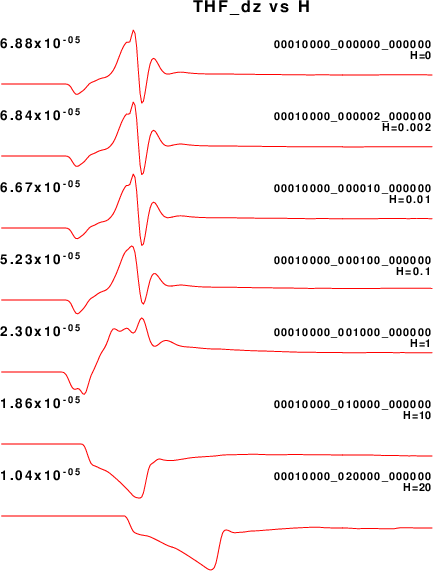 THF_dz vs H
6.88x10-05 00010000_000000_000000
H=0
6.84x10-05 00010000_000002_000000
H=0.002
6.67x10-05 00010000_000010_000000
H=0.01
5.23x10-05 00010000_000100_000000
H=0.1
2.30x10-05 00010000_001000_000000
H=1
1.86x10-05 00010000_010000_000000
H=10
1.04x10-05 00010000_020000_000000
H=20